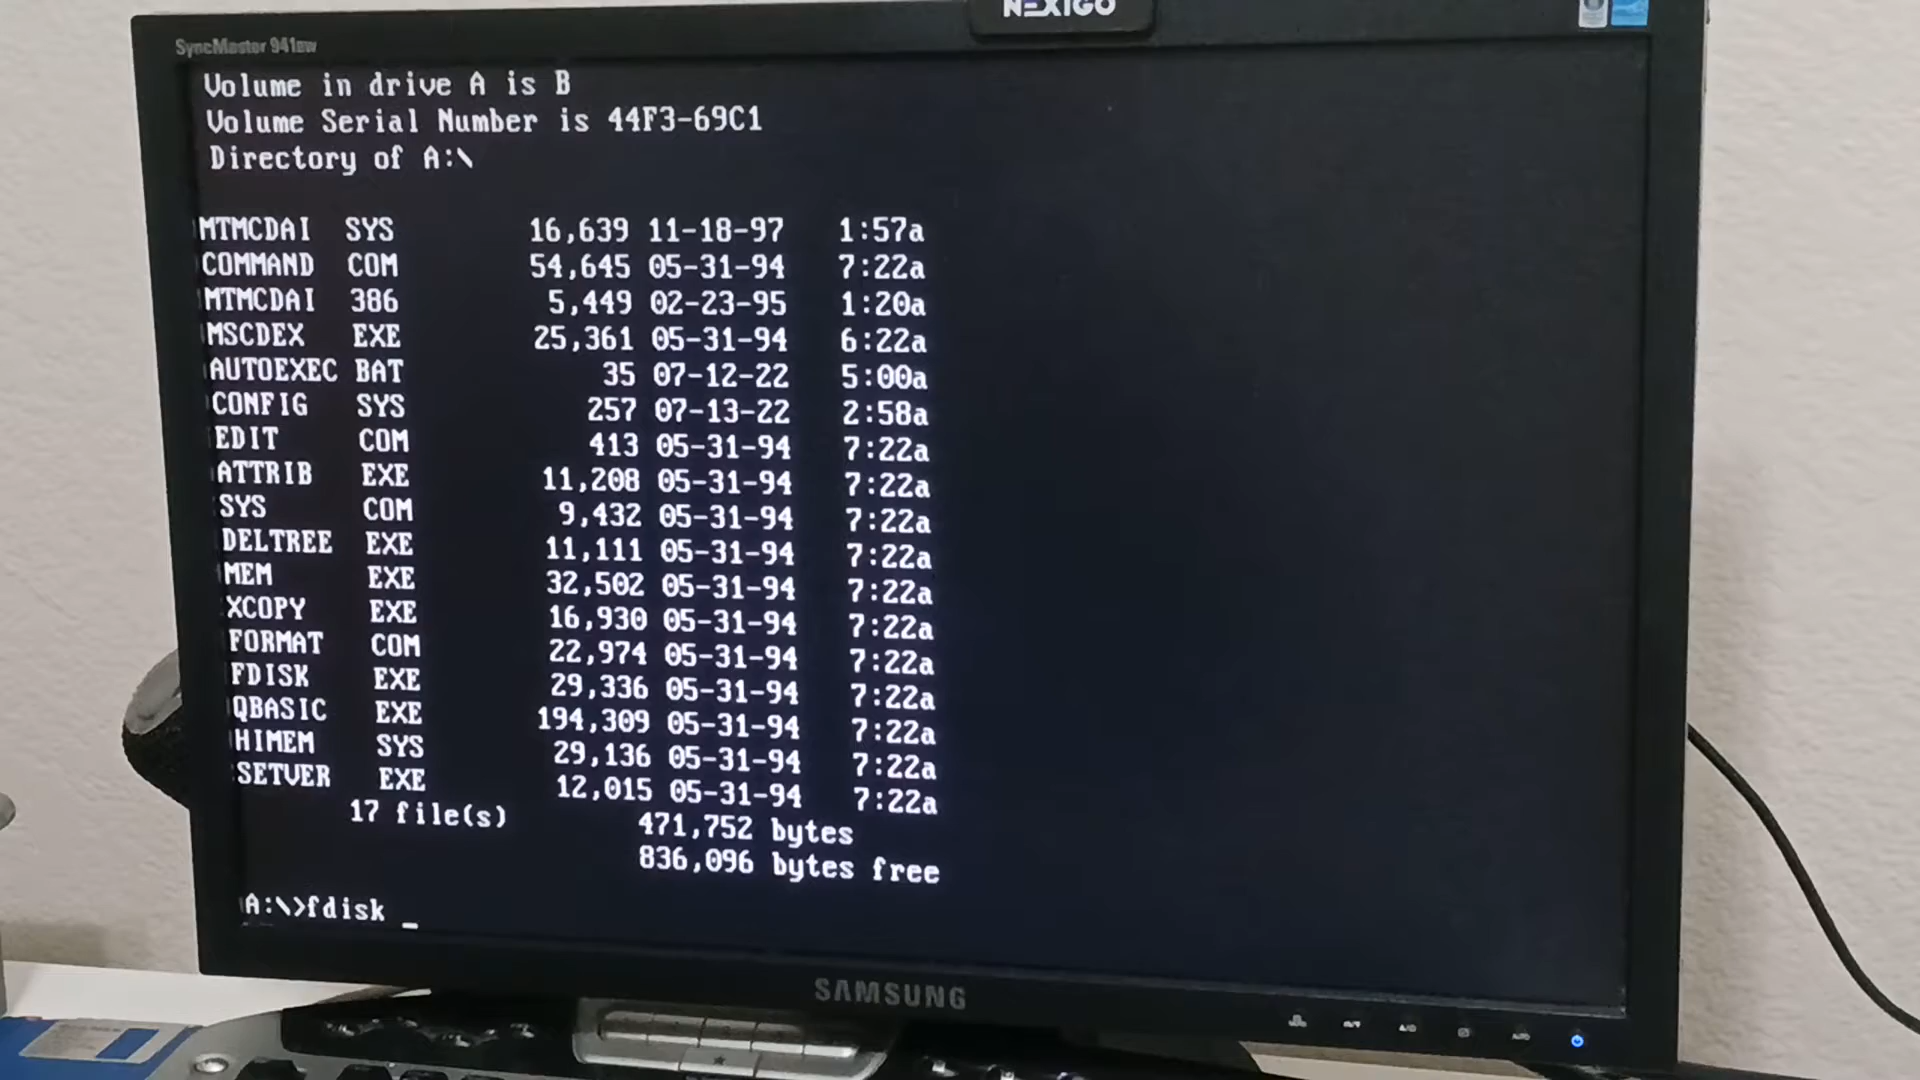 NEXIGO
SyncMaster 941BW
Volume in drive A is B
Volume Serial Number is 44F3-69C1
Directory of A:\
MTMCDAI SYS 16,639 11-18-97 1:57a
COMMAND COM 54,645 05-31-94 7:22a
MTMCDAI 386 5,449 02-23-95 1:20a
MSCDEX EXE 25,361 05-31-94 6:22a
AUTOEXEC BAT 35 07-12-22 5:00a
CONFIG SYS 257 07-13-22 2:58a
EDIT COM 413 05-31-94 7:22a
ATTRIB EXE 11,208 05-31-94 7:22a
SYS COM 9,432 05-31-94 7:22a
DELTREE EXE 11,111 05-31-94 7:22a
MEM EXE 32,502 05-31-94 7:22a
XCOPY EXE 16,930 05-31-94 7:22a
FORMAT COM 22,974 05-31-94 7:22a
FDISK EXE 29,336 05-31-94 7:22a
QBASIC EXE 194,309 05-31-94 7:22a
HIMEM SYS 29,136 05-31-94 7:22a
SETVER EXE 12,015 05-31-94 7:22a
17 file(s) 471,752 bytes
836,096 bytes free
A:\>fdisk _
SAMSUNG